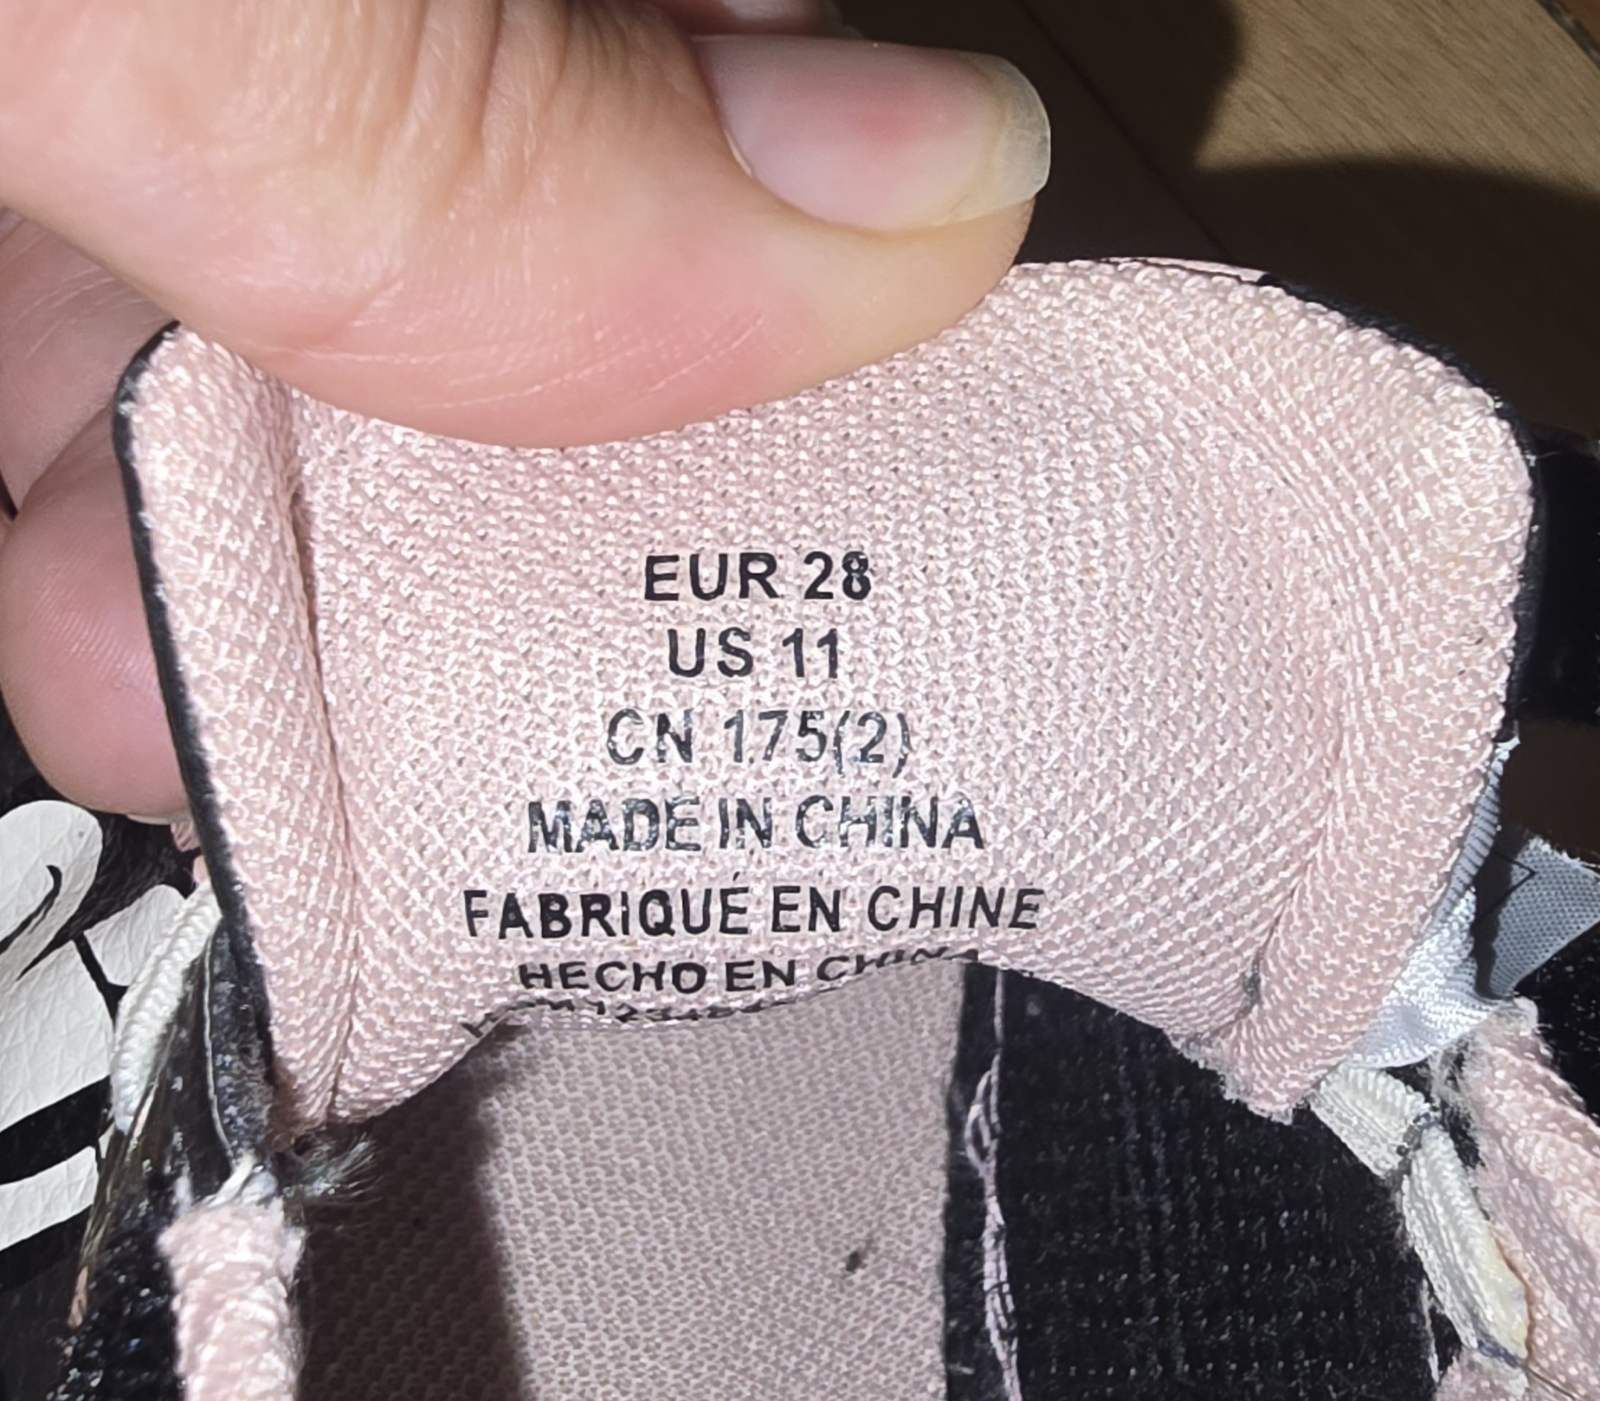 EUR 28
US 11
CN 175(2)
MADE IN CHINA
FABRIQUÉ EN CHINE
HECHO EN CHINA